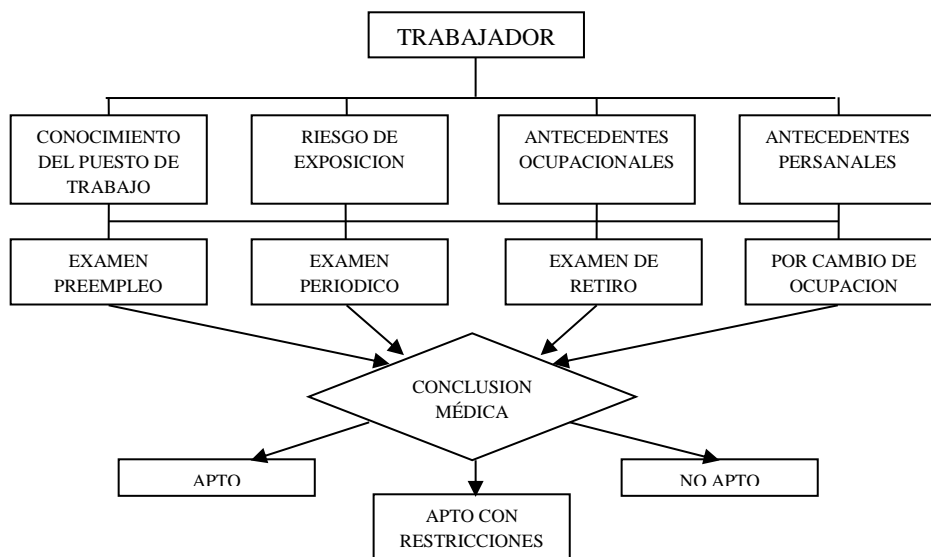 TRABAJADOR
CONOCIMIENTO
DEL PUESTO DE
TRABAJO
RIESGO DE
EXPOSICION
ANTECEDENTES
OCUPACIONALES
ANTECEDENTES
PERSANALES
EXAMEN
PREEMPLEO
EXAMEN
PERIODICO
EXAMEN DE
RETIRO
POR CAMBIO DE
OCUPACION
CONCLUSION
MÉDICA
APTO
NO APTO
APTO CON
RESTRICCIONES